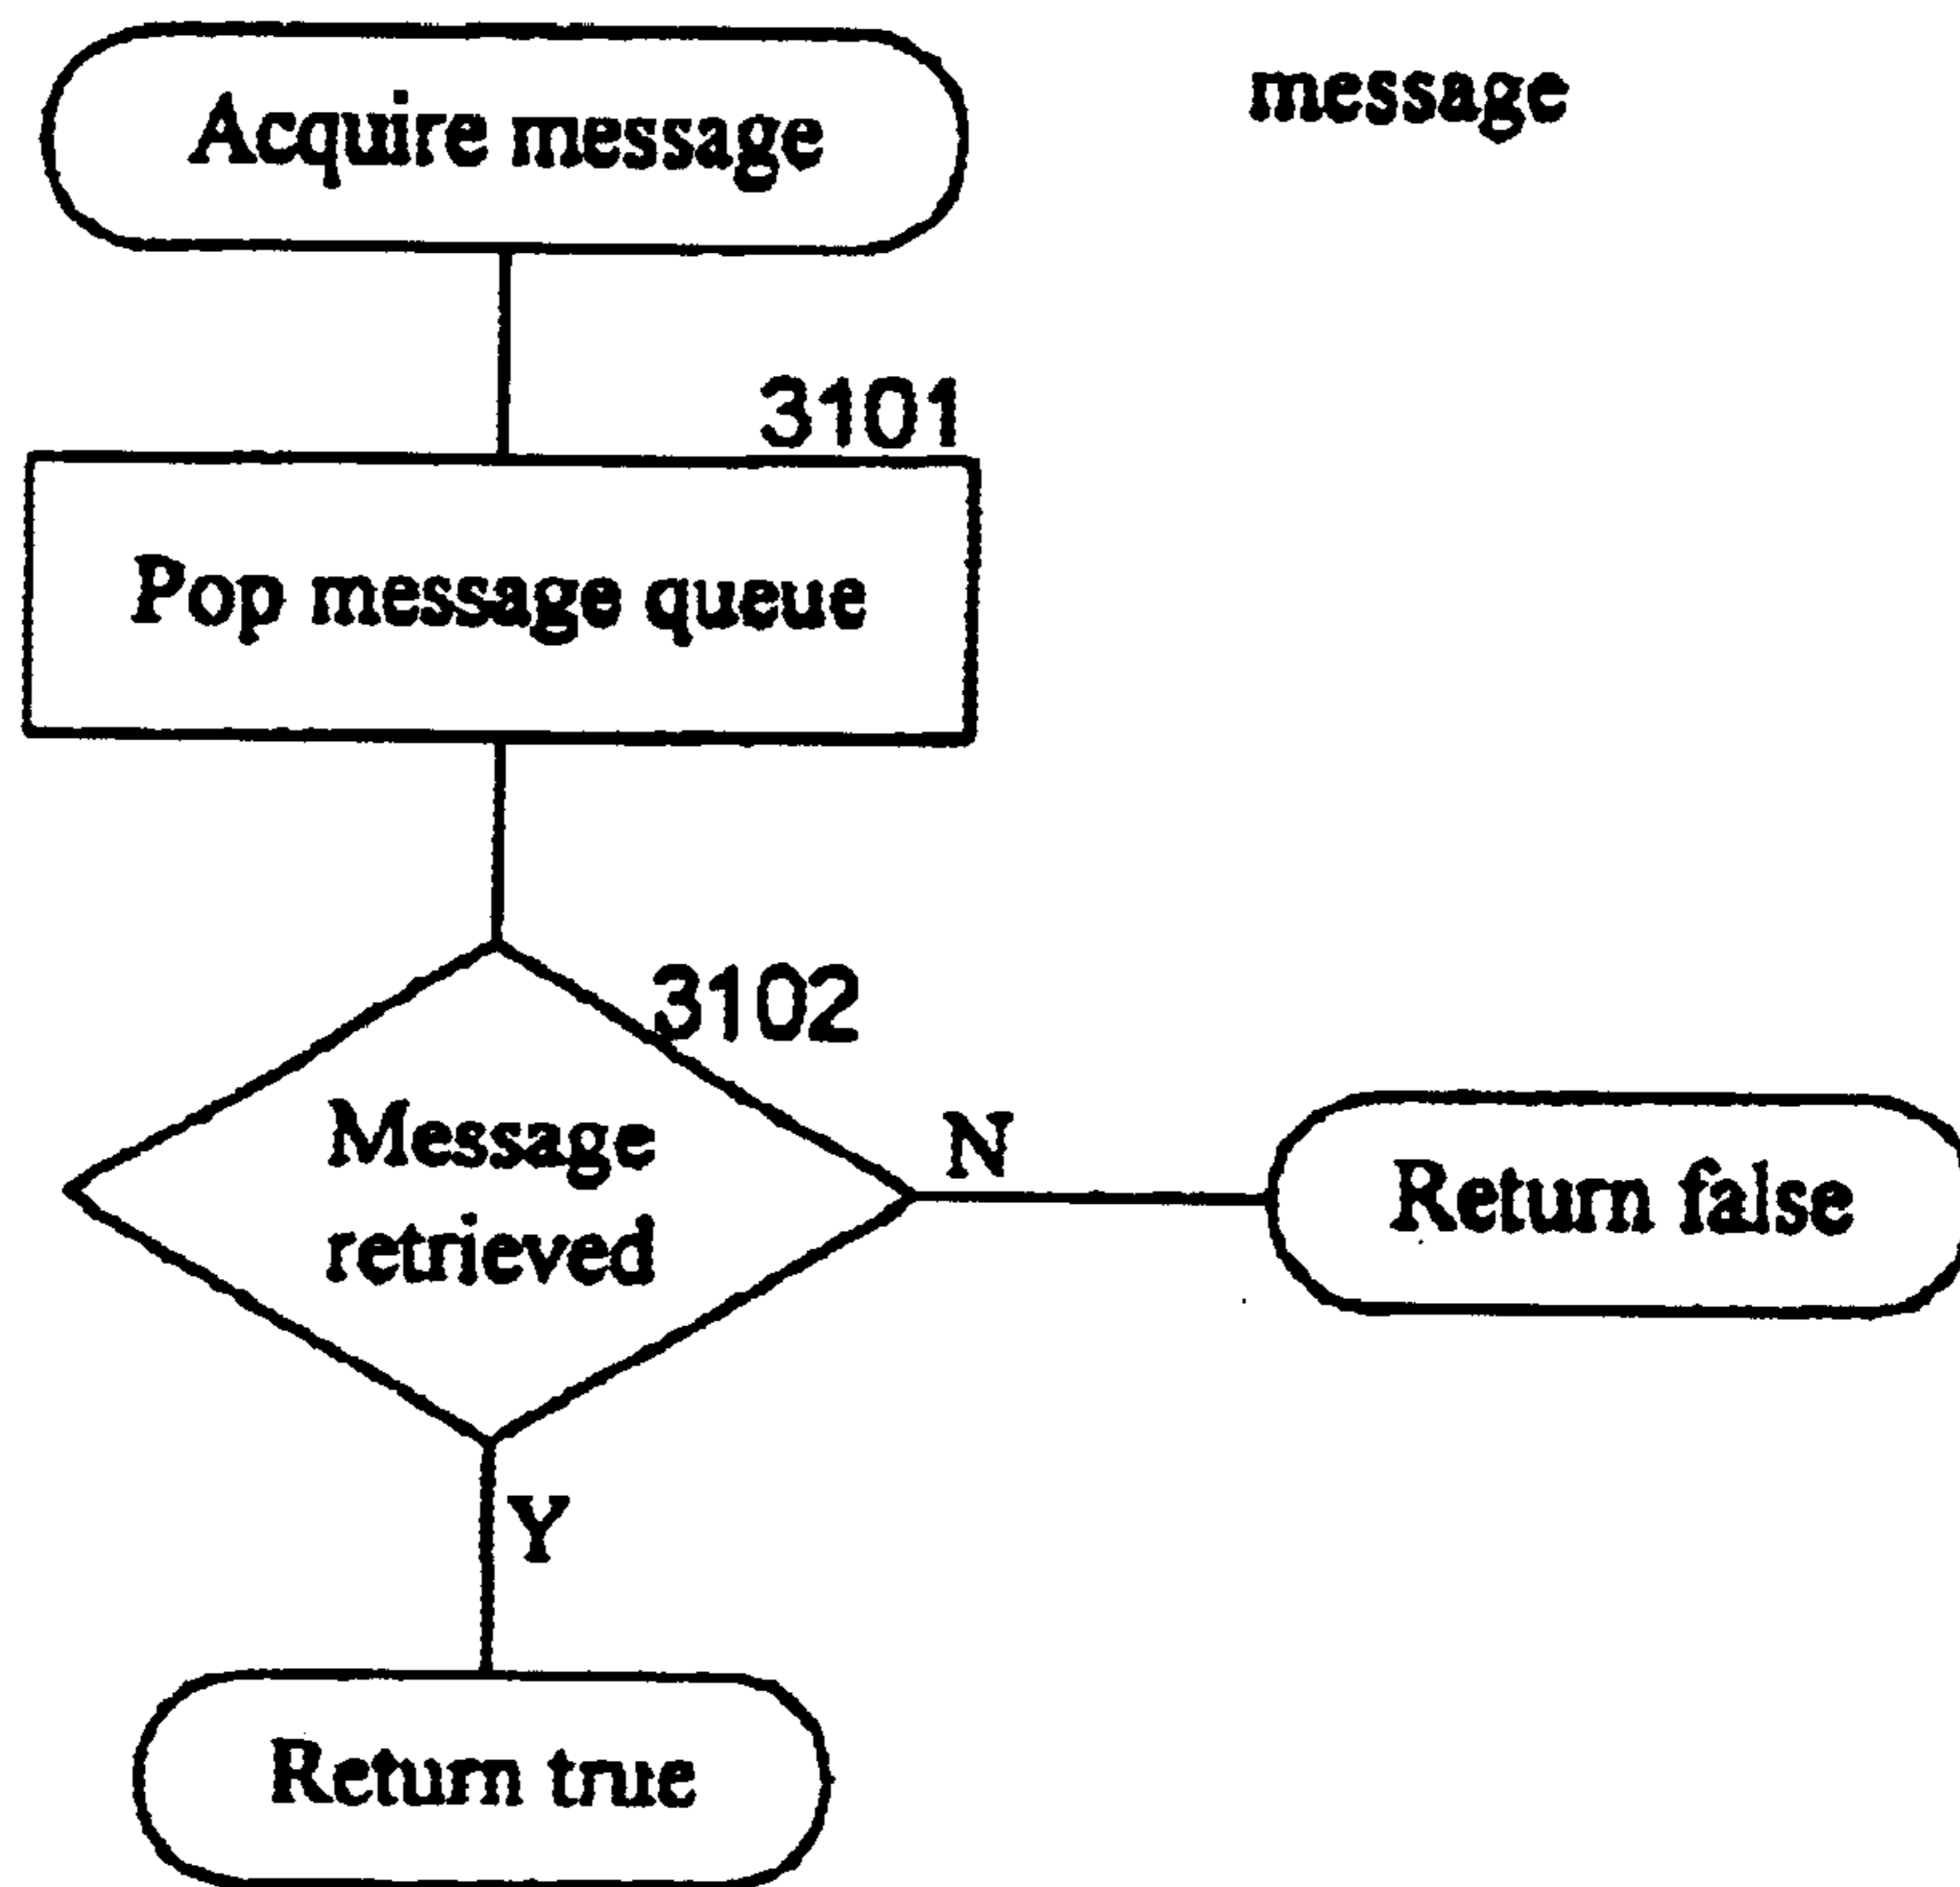 Acquire message
message
3101
Pop message queue
3102
Message
retrieved
N
Return false
Y
Return true